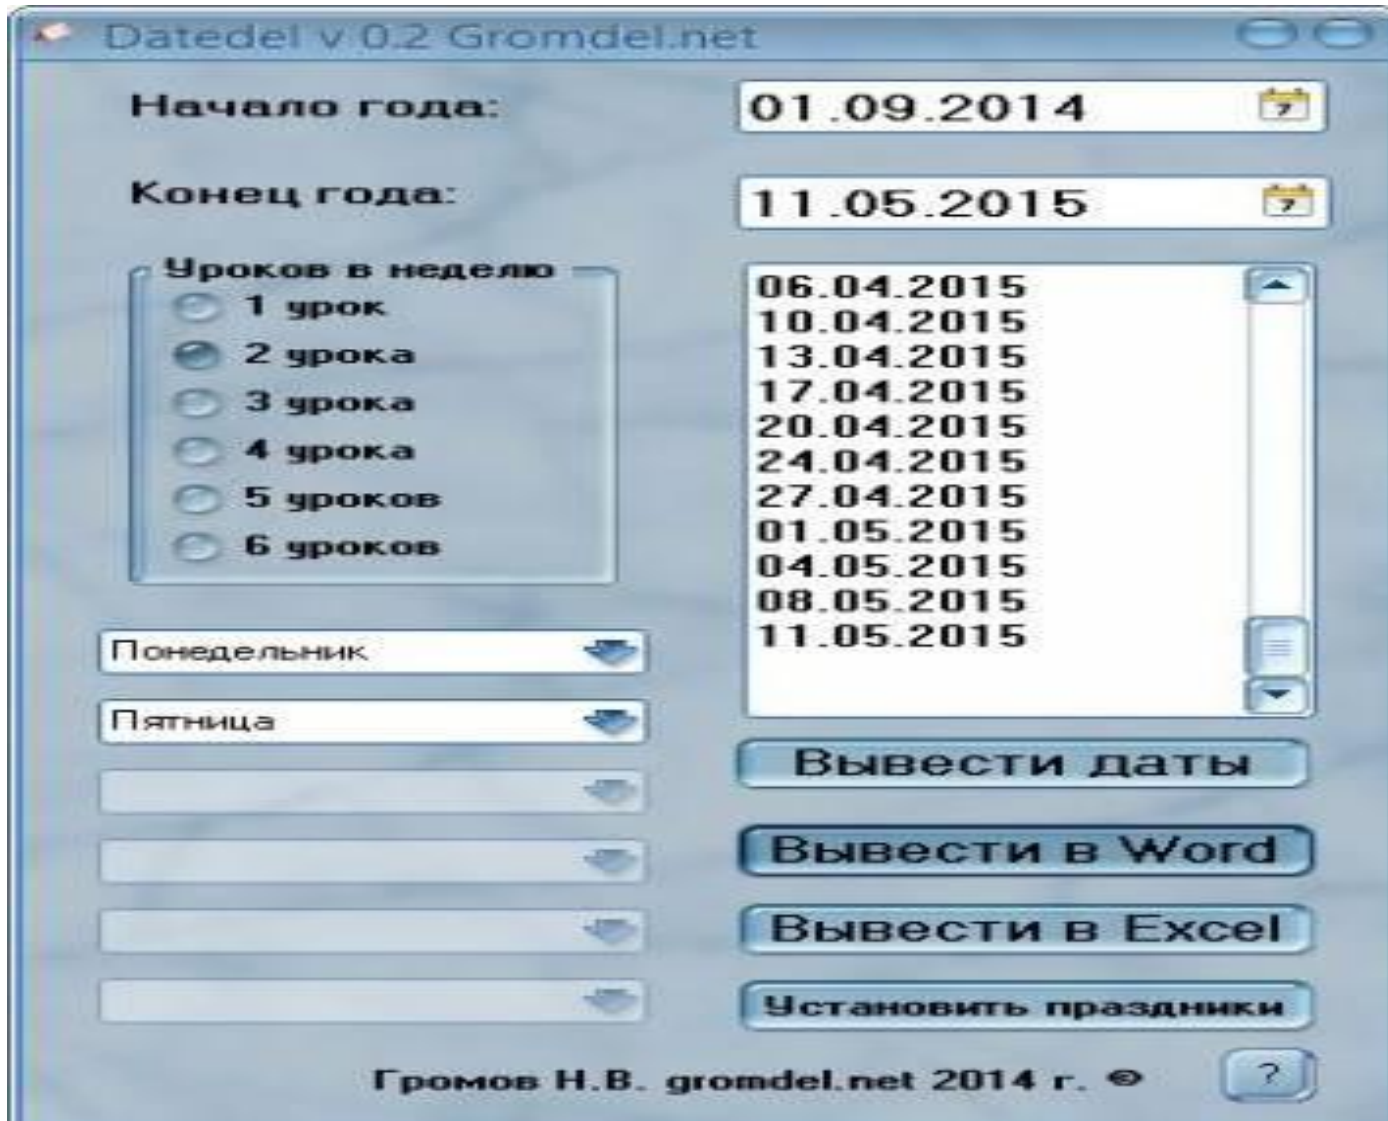 Datedel v 0.2 Gromdel.net
Начало года:
01.09.2014
Конец года:
11.05.2015
Уроков в неделю
1 урок
2 урока
3 урока
4 урока
5 уроков
6 уроков
06.04.2015
10.04.2015
13.04.2015
17.04.2015
20.04.2015
24.04.2015
27.04.2015
01.05.2015
04.05.2015
08.05.2015
11.05.2015
Понедельник
Пятница
Вывести даты
Вывести в Word
Вывести в Excel
Установить праздники
Громов Н.В. gromdel.net 2014 г. ©
?